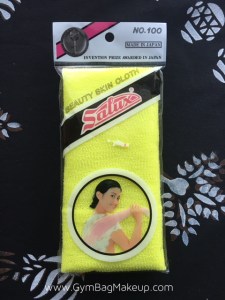 NO.100
MADE IN JAPAN
INVENTION PRIZE AWARDED IN JAPAN
BEAUTY SKIN CLOTH
Salux
www.GymBagMakeup.com